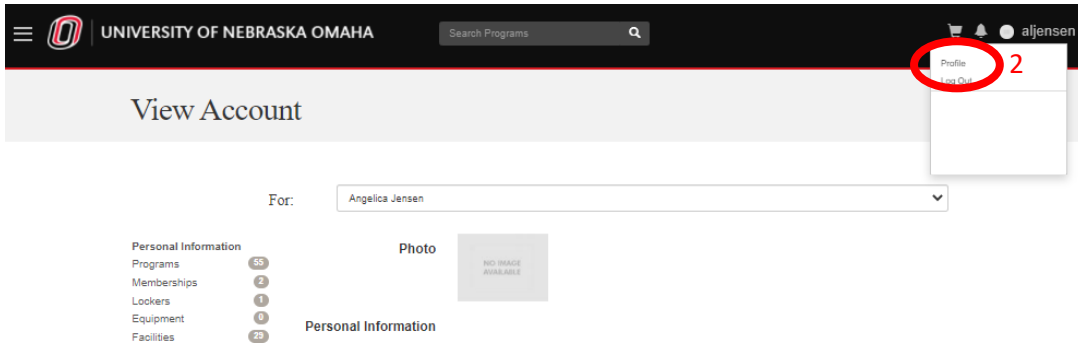 UNIVERSITY OF NEBRASKA OMAHA
Search Programs
aljensen
Profile
Log Out
2
View Account
For:
Angelica Jensen
Personal Information
Programs 55
Memberships 2
Lockers 1
Equipment 0
Facilities 29
Photo
NO IMAGE
AVAILABLE
Personal Information